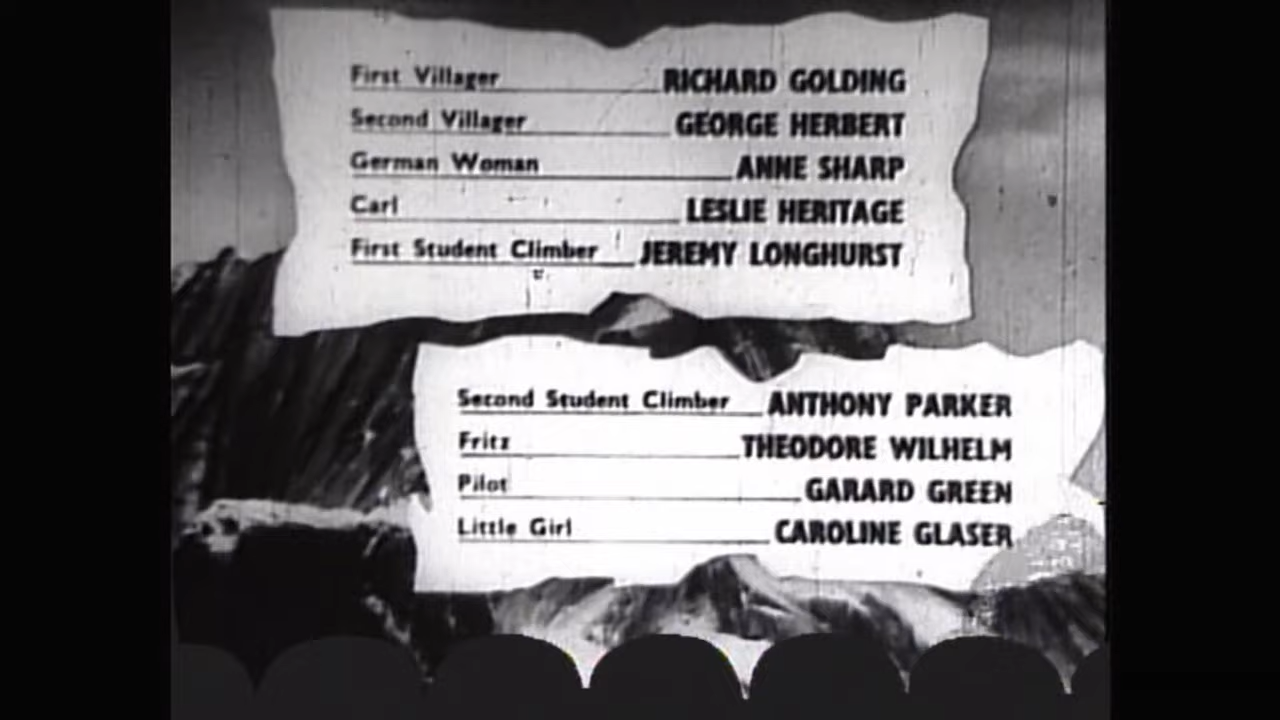 First Villager RICHARD GOLDING
Second Villager GEORGE HERBERT
German Woman ANNE SHARP
Carl LESLIE HERITAGE
First Student Climber JEREMY LONGHURST
Second Student Climber ANTHONY PARKER
Fritz THEODORE WILHELM
Pilot GARARD GREEN
Little Girl CAROLINE GLASER